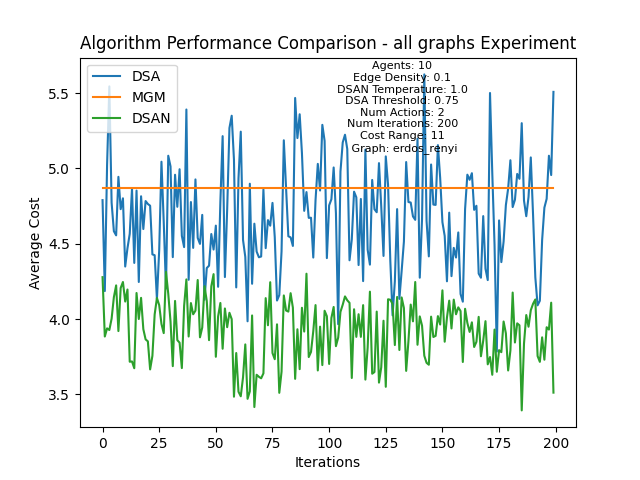 Algorithm Performance Comparison - all graphs Experiment
DSA
MGM
DSAN
Agents: 10
Edge Density: 0.1
DSAN Temperature: 1.0
DSA Threshold: 0.75
Num Actions: 2
Num Iterations: 200
Cost Range: 11
Graph: erdos_renyi
5.5
5.0
4.5
4.0
3.5
Average Cost
0
25
50
75
100
125
150
175
200
Iterations